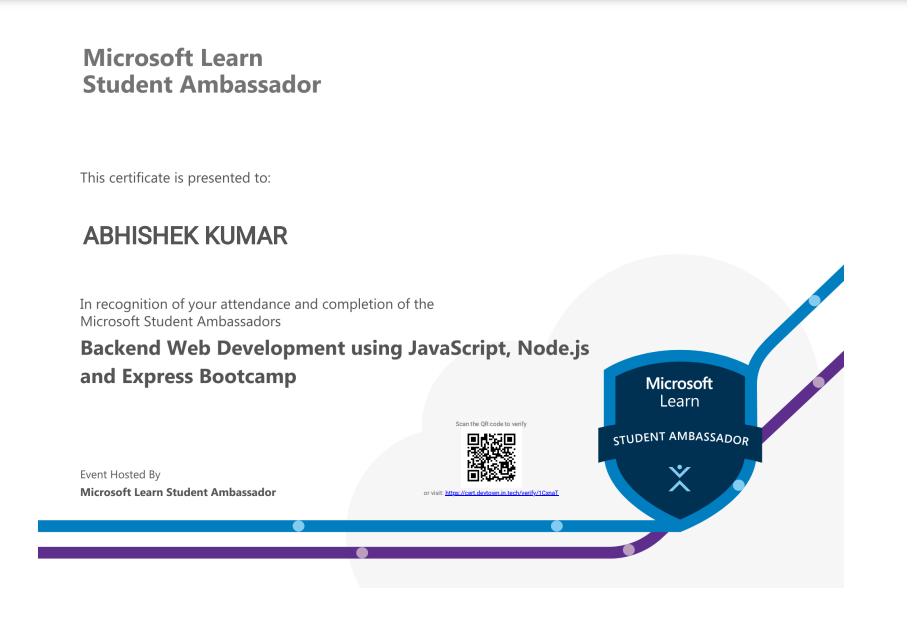 Microsoft Learn
Student Ambassador
This certificate is presented to:
ABHISHEK KUMAR
In recognition of your attendance and completion of the
Microsoft Student Ambassadors
Backend Web Development using JavaScript, Node.js
and Express Bootcamp
Scan the QR code to verify
or visit: https://cert.devtown.in.tech/verify/1CxnaT
Event Hosted By
Microsoft Learn Student Ambassador
Microsoft
Learn
STUDENT AMBASSADOR